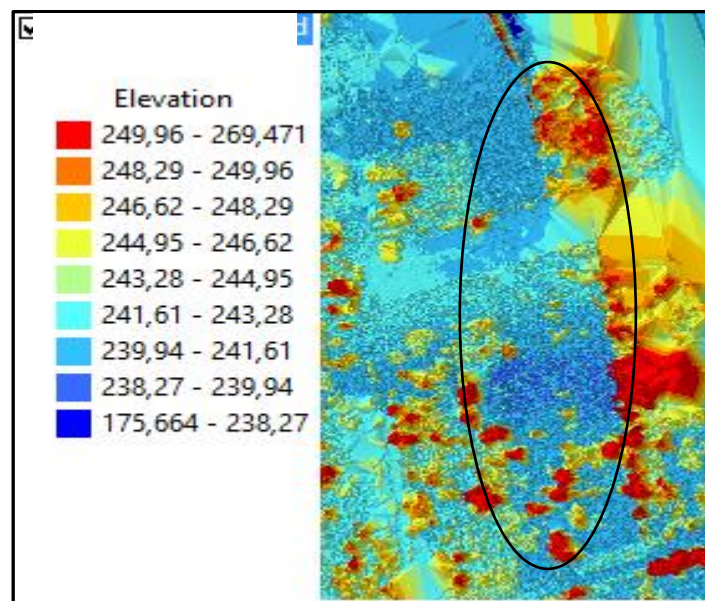 d
Elevation
249,96 - 269,471
248,29 - 249,96
246,62 - 248,29
244,95 - 246,62
243,28 - 244,95
241,61 - 243,28
239,94 - 241,61
238,27 - 239,94
175,664 - 238,27